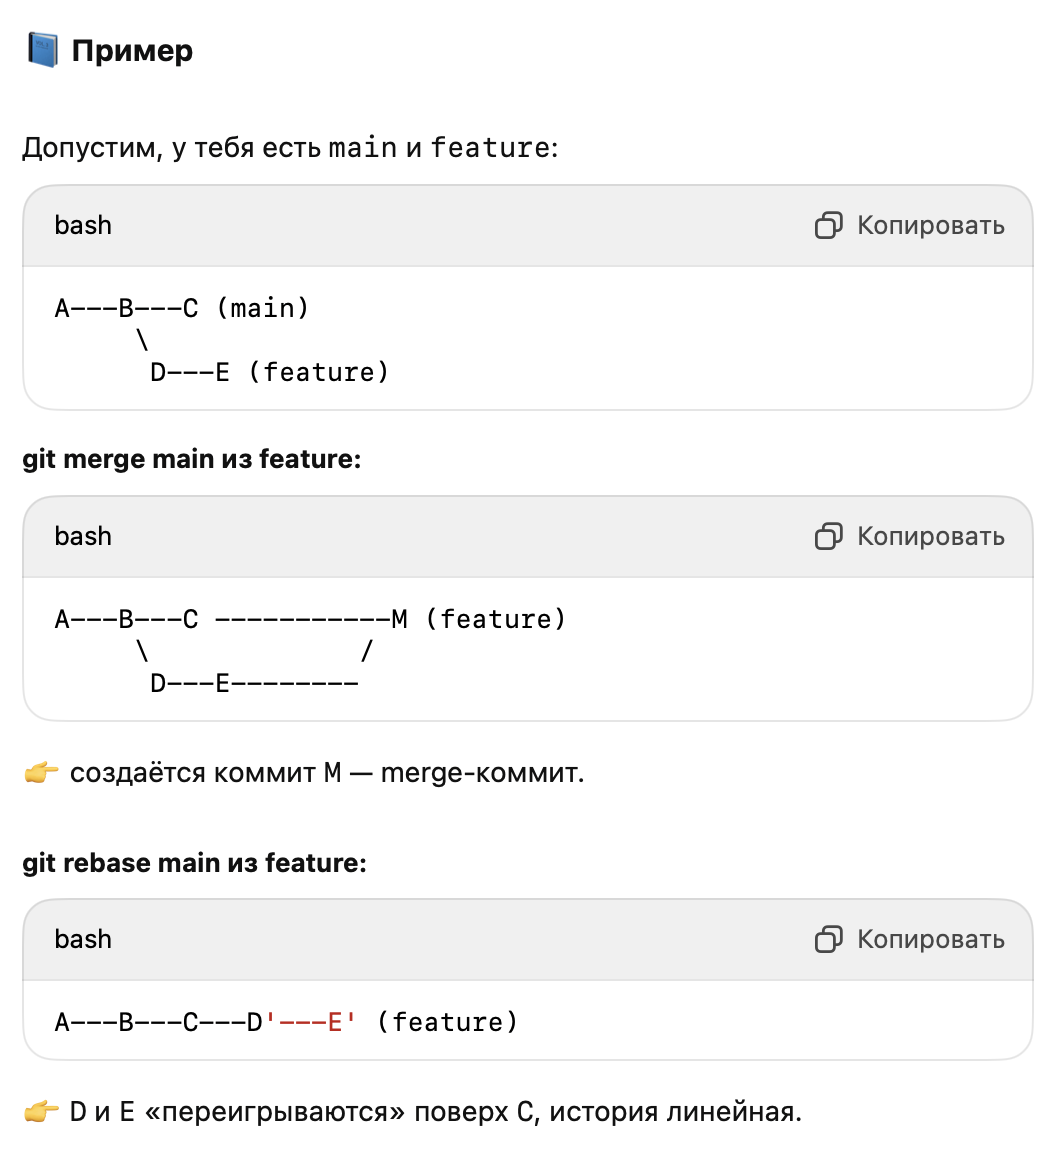 📘 Пример
Допустим, у тебя есть main и feature:
bash
Копировать
A---B---C (main)
     \
      D---E (feature)
git merge main из feature:
bash
Копировать
A---B---C -----------M (feature)
     \             /
      D---E--------
👉 создаётся коммит M — merge-коммит.
git rebase main из feature:
bash
Копировать
A---B---C---D'---E' (feature)
👉 D и E «переигрываются» поверх C, история линейная.